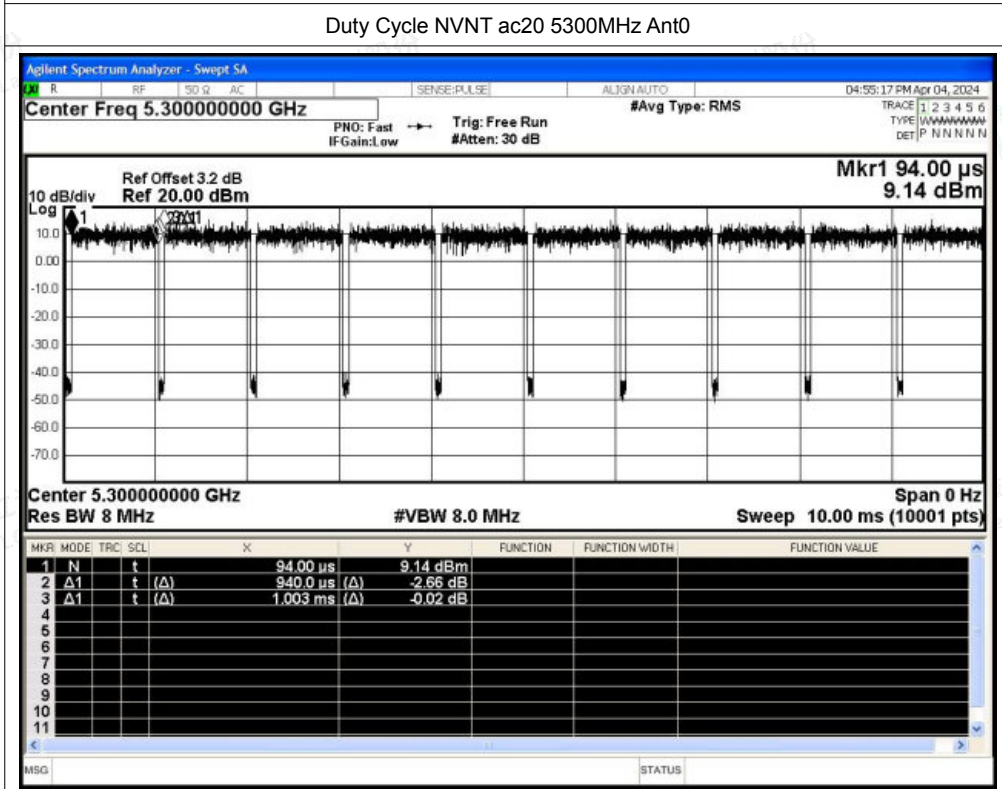 Duty Cycle NVNT ac20 5300MHz Ant0
Agilent Spectrum Analyzer - Swept SA
R RF 50 Ω AC SENSE:PULSE ALIGN AUTO 04:55:17 PM Apr 04, 2024
Center Freq 5.300000000 GHz #Avg Type: RMS TRACE 1 2 3 4 5 6
PNO: Fast Trig: Free Run TYPE
IFGain:Low #Atten: 30 dB DET P N N N N N
Mkr1 94.00 µs
9.14 dBm
Ref Offset 3.2 dB
10 dB/div Ref 20.00 dBm
Log
1
10.0
0.00
-10.0
-20.0
-30.0
-40.0
-50.0
-60.0
-70.0
Center 5.300000000 GHz Span 0 Hz
Res BW 8 MHz #VBW 8.0 MHz Sweep 10.00 ms (10001 pts)
MKR MODE TRC SCL X Y FUNCTION FUNCTION WIDTH FUNCTION VALUE
1 N t 94.00 µs 9.14 dBm
2 Δ1 t (Δ) 940.0 µs (Δ) -2.66 dB
3 Δ1 t (Δ) 1.003 ms (Δ) -0.02 dB
4
5
6
7
8
9
10
11
MSG STATUS